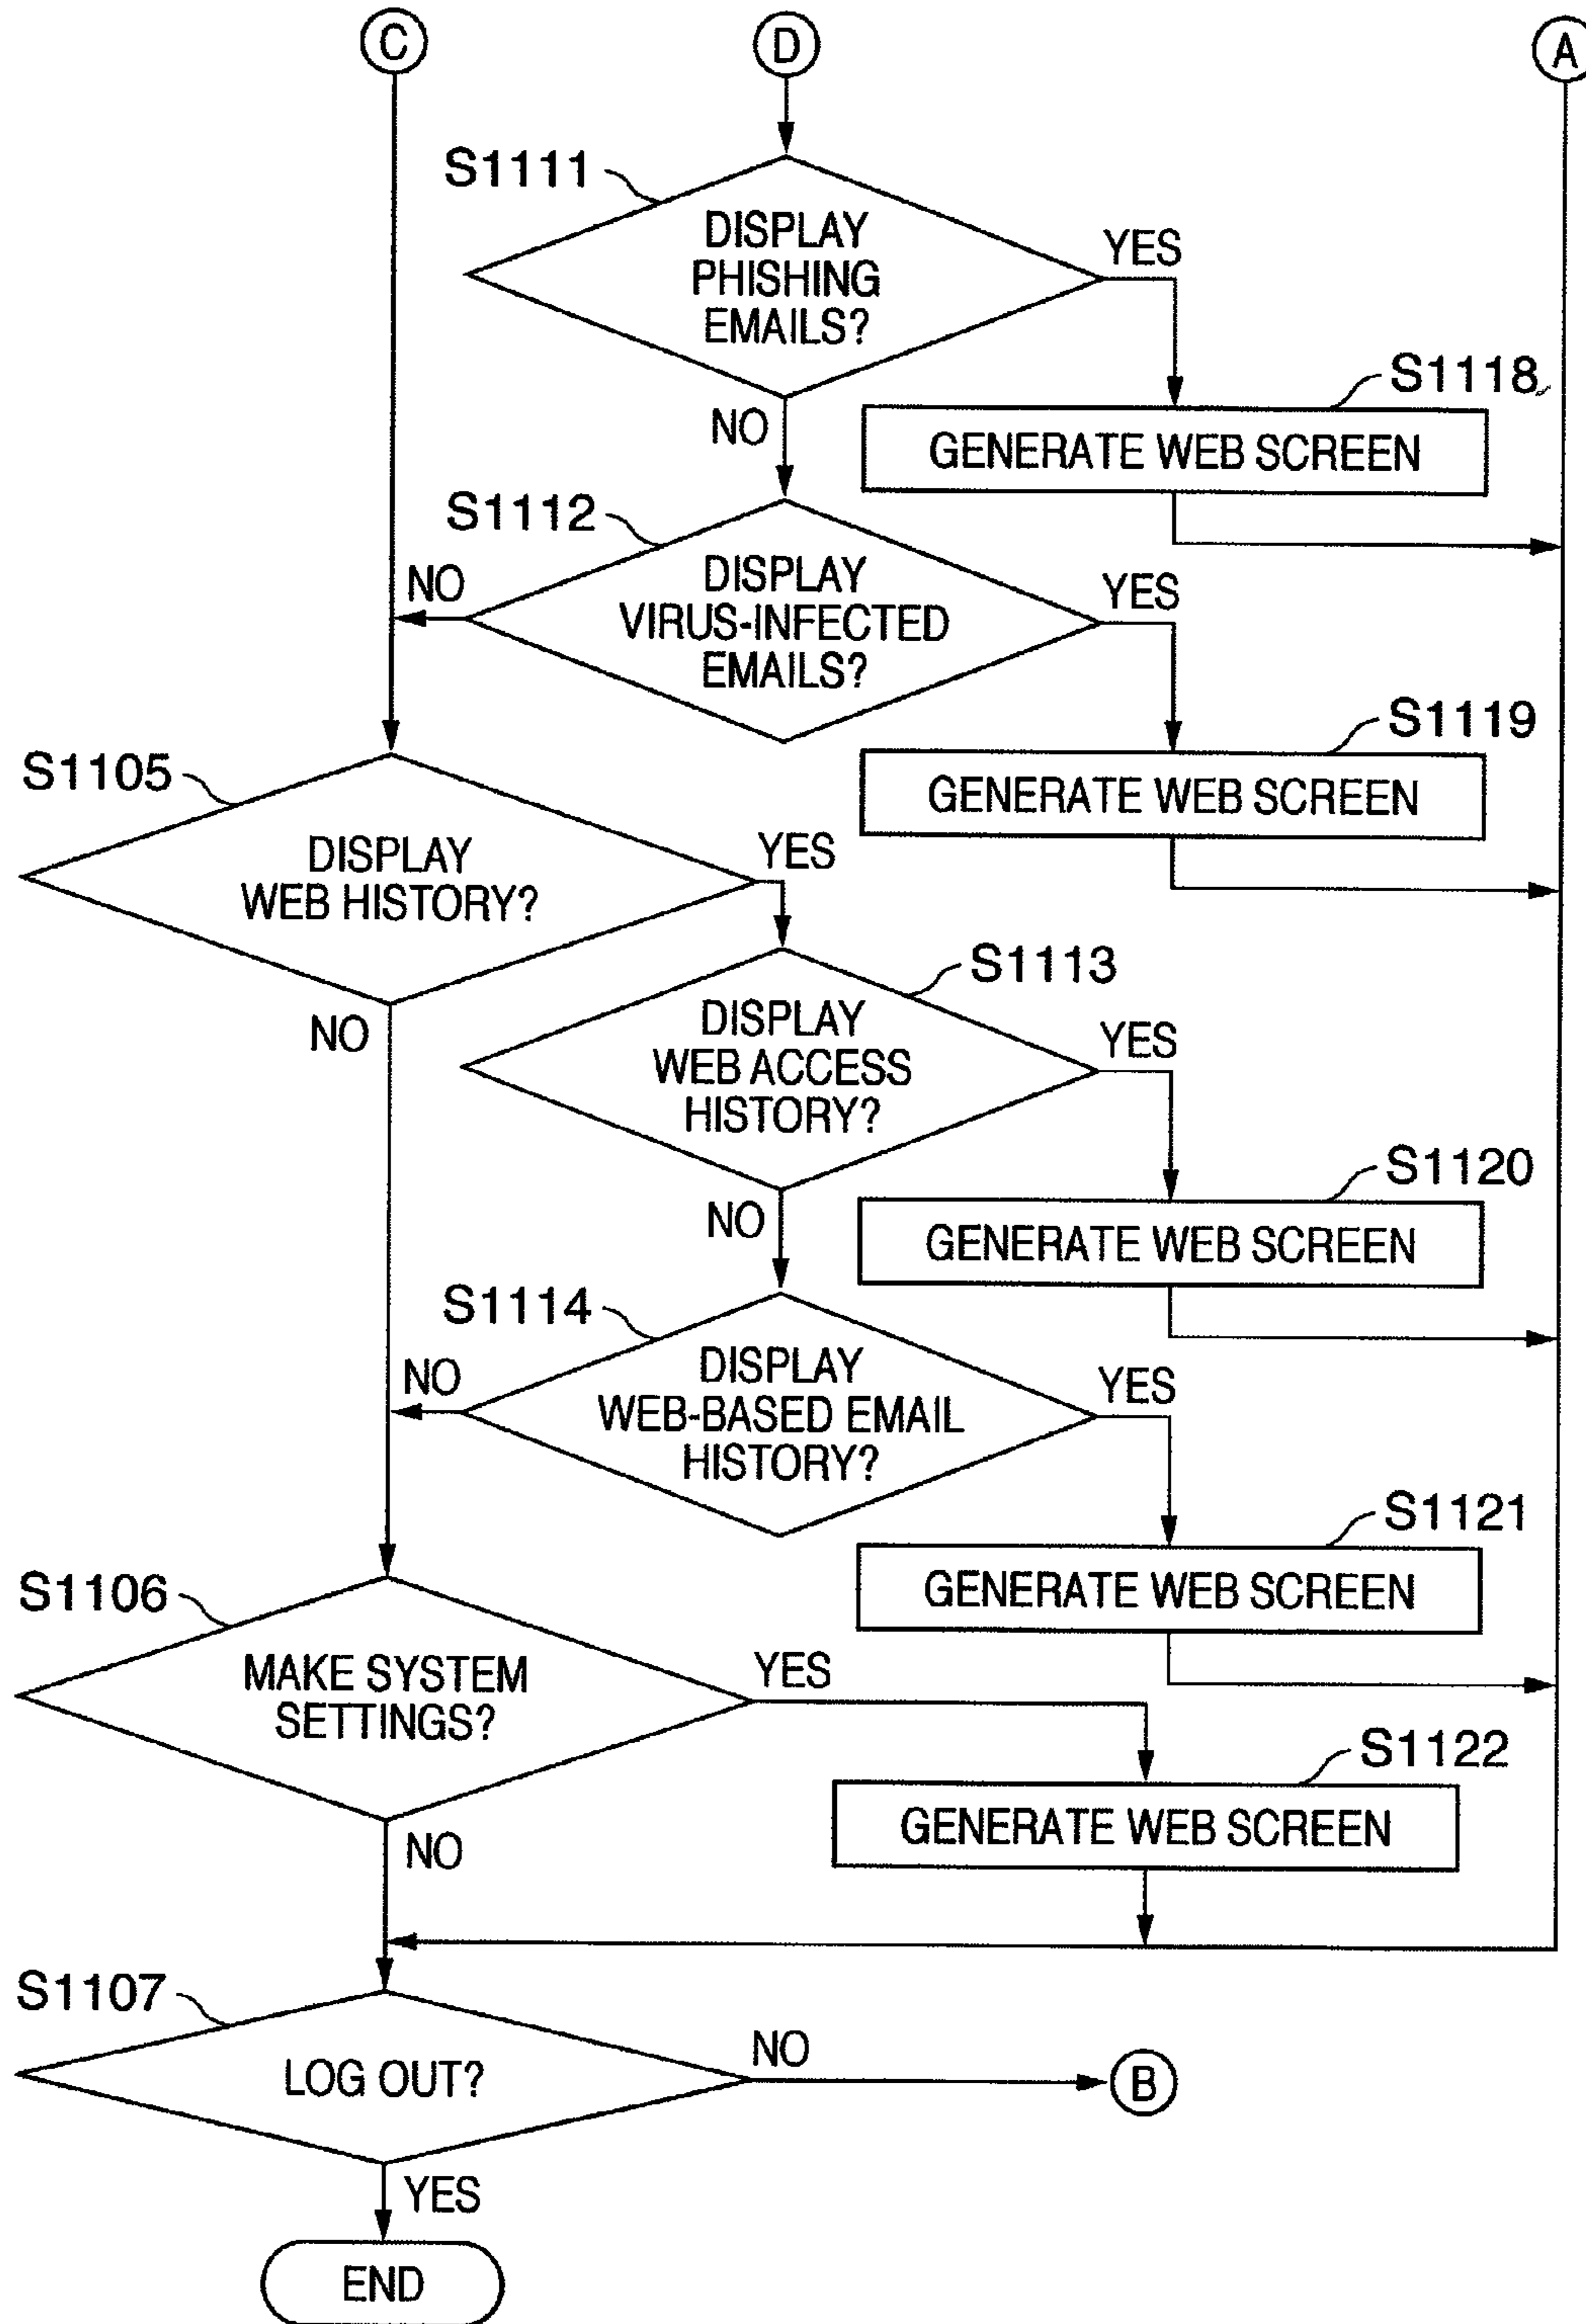 C
D
A
S1111
DISPLAY
PHISHING
EMAILS?
YES
NO
S1118
GENERATE WEB SCREEN
S1112
DISPLAY
VIRUS-INFECTED
EMAILS?
NO
YES
S1119
GENERATE WEB SCREEN
S1105
DISPLAY
WEB HISTORY?
YES
NO
S1113
DISPLAY
WEB ACCESS
HISTORY?
YES
NO
S1120
GENERATE WEB SCREEN
S1114
DISPLAY
WEB-BASED EMAIL
HISTORY?
NO
YES
S1121
GENERATE WEB SCREEN
S1106
MAKE SYSTEM
SETTINGS?
YES
NO
S1122
GENERATE WEB SCREEN
S1107
LOG OUT?
NO
B
YES
END